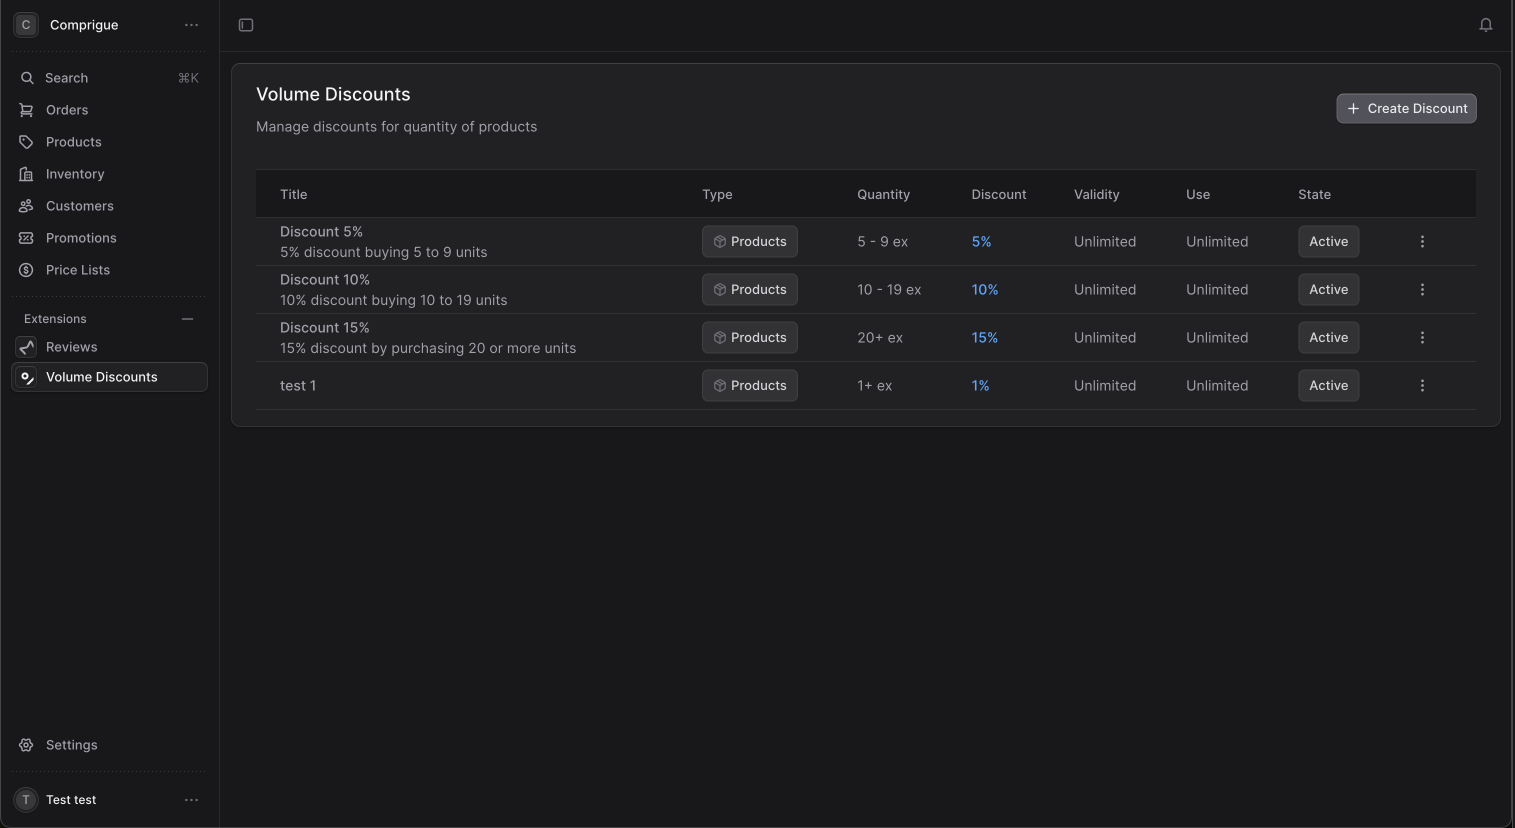 C Comprigue
Search ⌘K
Orders
Products
Inventory
Customers
Promotions
Price Lists
Extensions
Reviews
Volume Discounts
Settings
T Test test
Volume Discounts
Manage discounts for quantity of products
+ Create Discount
Title Type Quantity Discount Validity Use State
Discount 5%
5% discount buying 5 to 9 units
Products 5 - 9 ex 5% Unlimited Unlimited Active
Discount 10%
10% discount buying 10 to 19 units
Products 10 - 19 ex 10% Unlimited Unlimited Active
Discount 15%
15% discount by purchasing 20 or more units
Products 20+ ex 15% Unlimited Unlimited Active
test 1 Products 1+ ex 1% Unlimited Unlimited Active